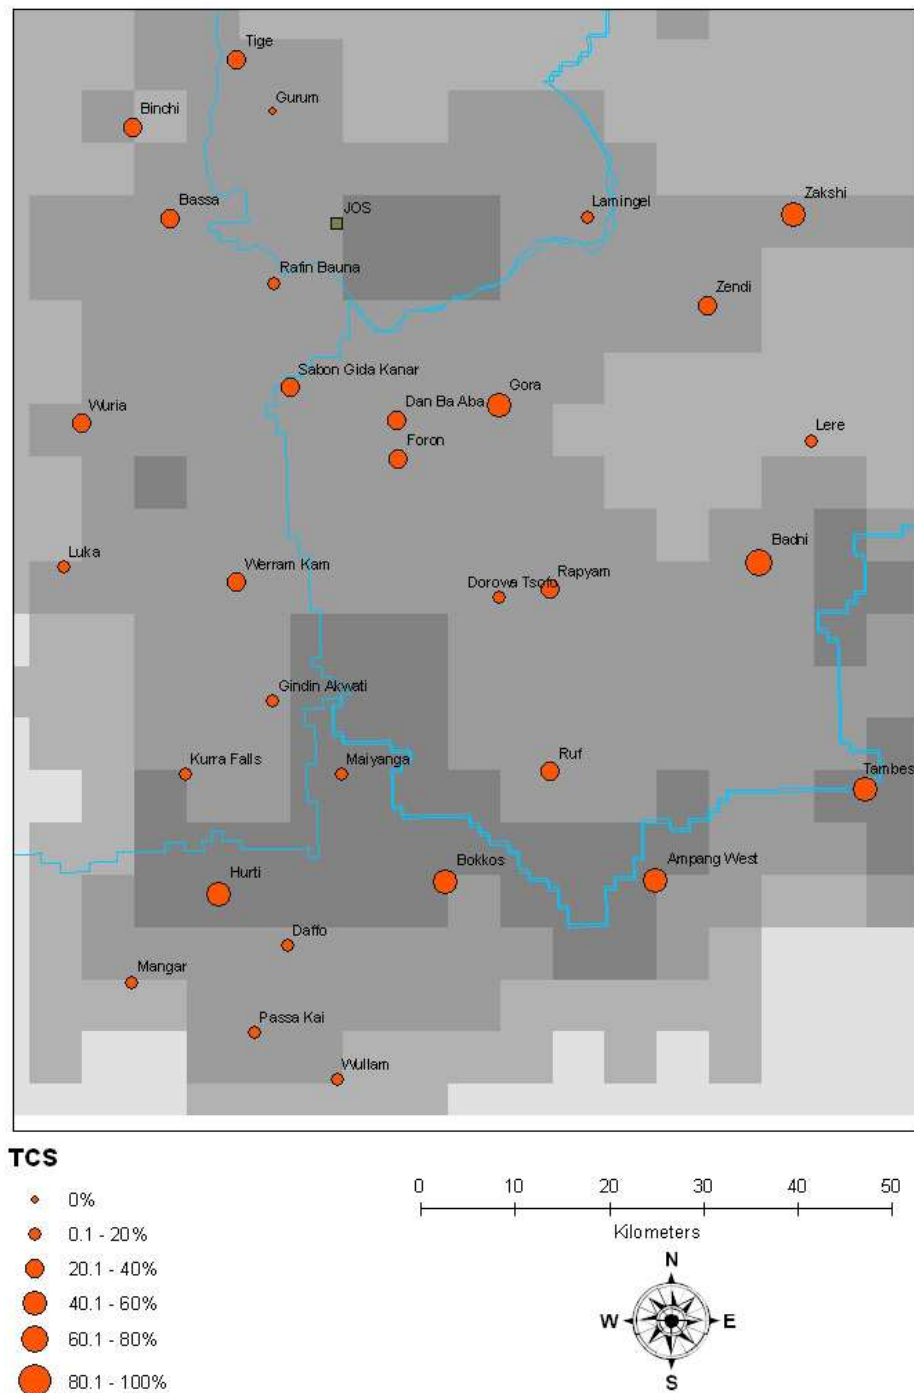 Tige
Gurum
Binchi
Bassa
JOS
Lamingel
Zakshi
Rafin Bauna
Zendi
Sabon Gida Kanar
Gora
Dan Ba Aba
Wuria
Foron
Lere
Badni
Luka
Werram Kam
Dorowa Tsofo
Rapyam
Gindin Akwati
Kurra Falls
Maiyanga
Ruf
Tambes
Hurti
Bokkos
Ampang West
Daffo
Mangar
Passa Kai
Wullam
TCS
0%
0.1 - 20%
20.1 - 40%
40.1 - 60%
60.1 - 80%
80.1 - 100%
0 10 20 30 40 50
Kilometers
N
W E
S